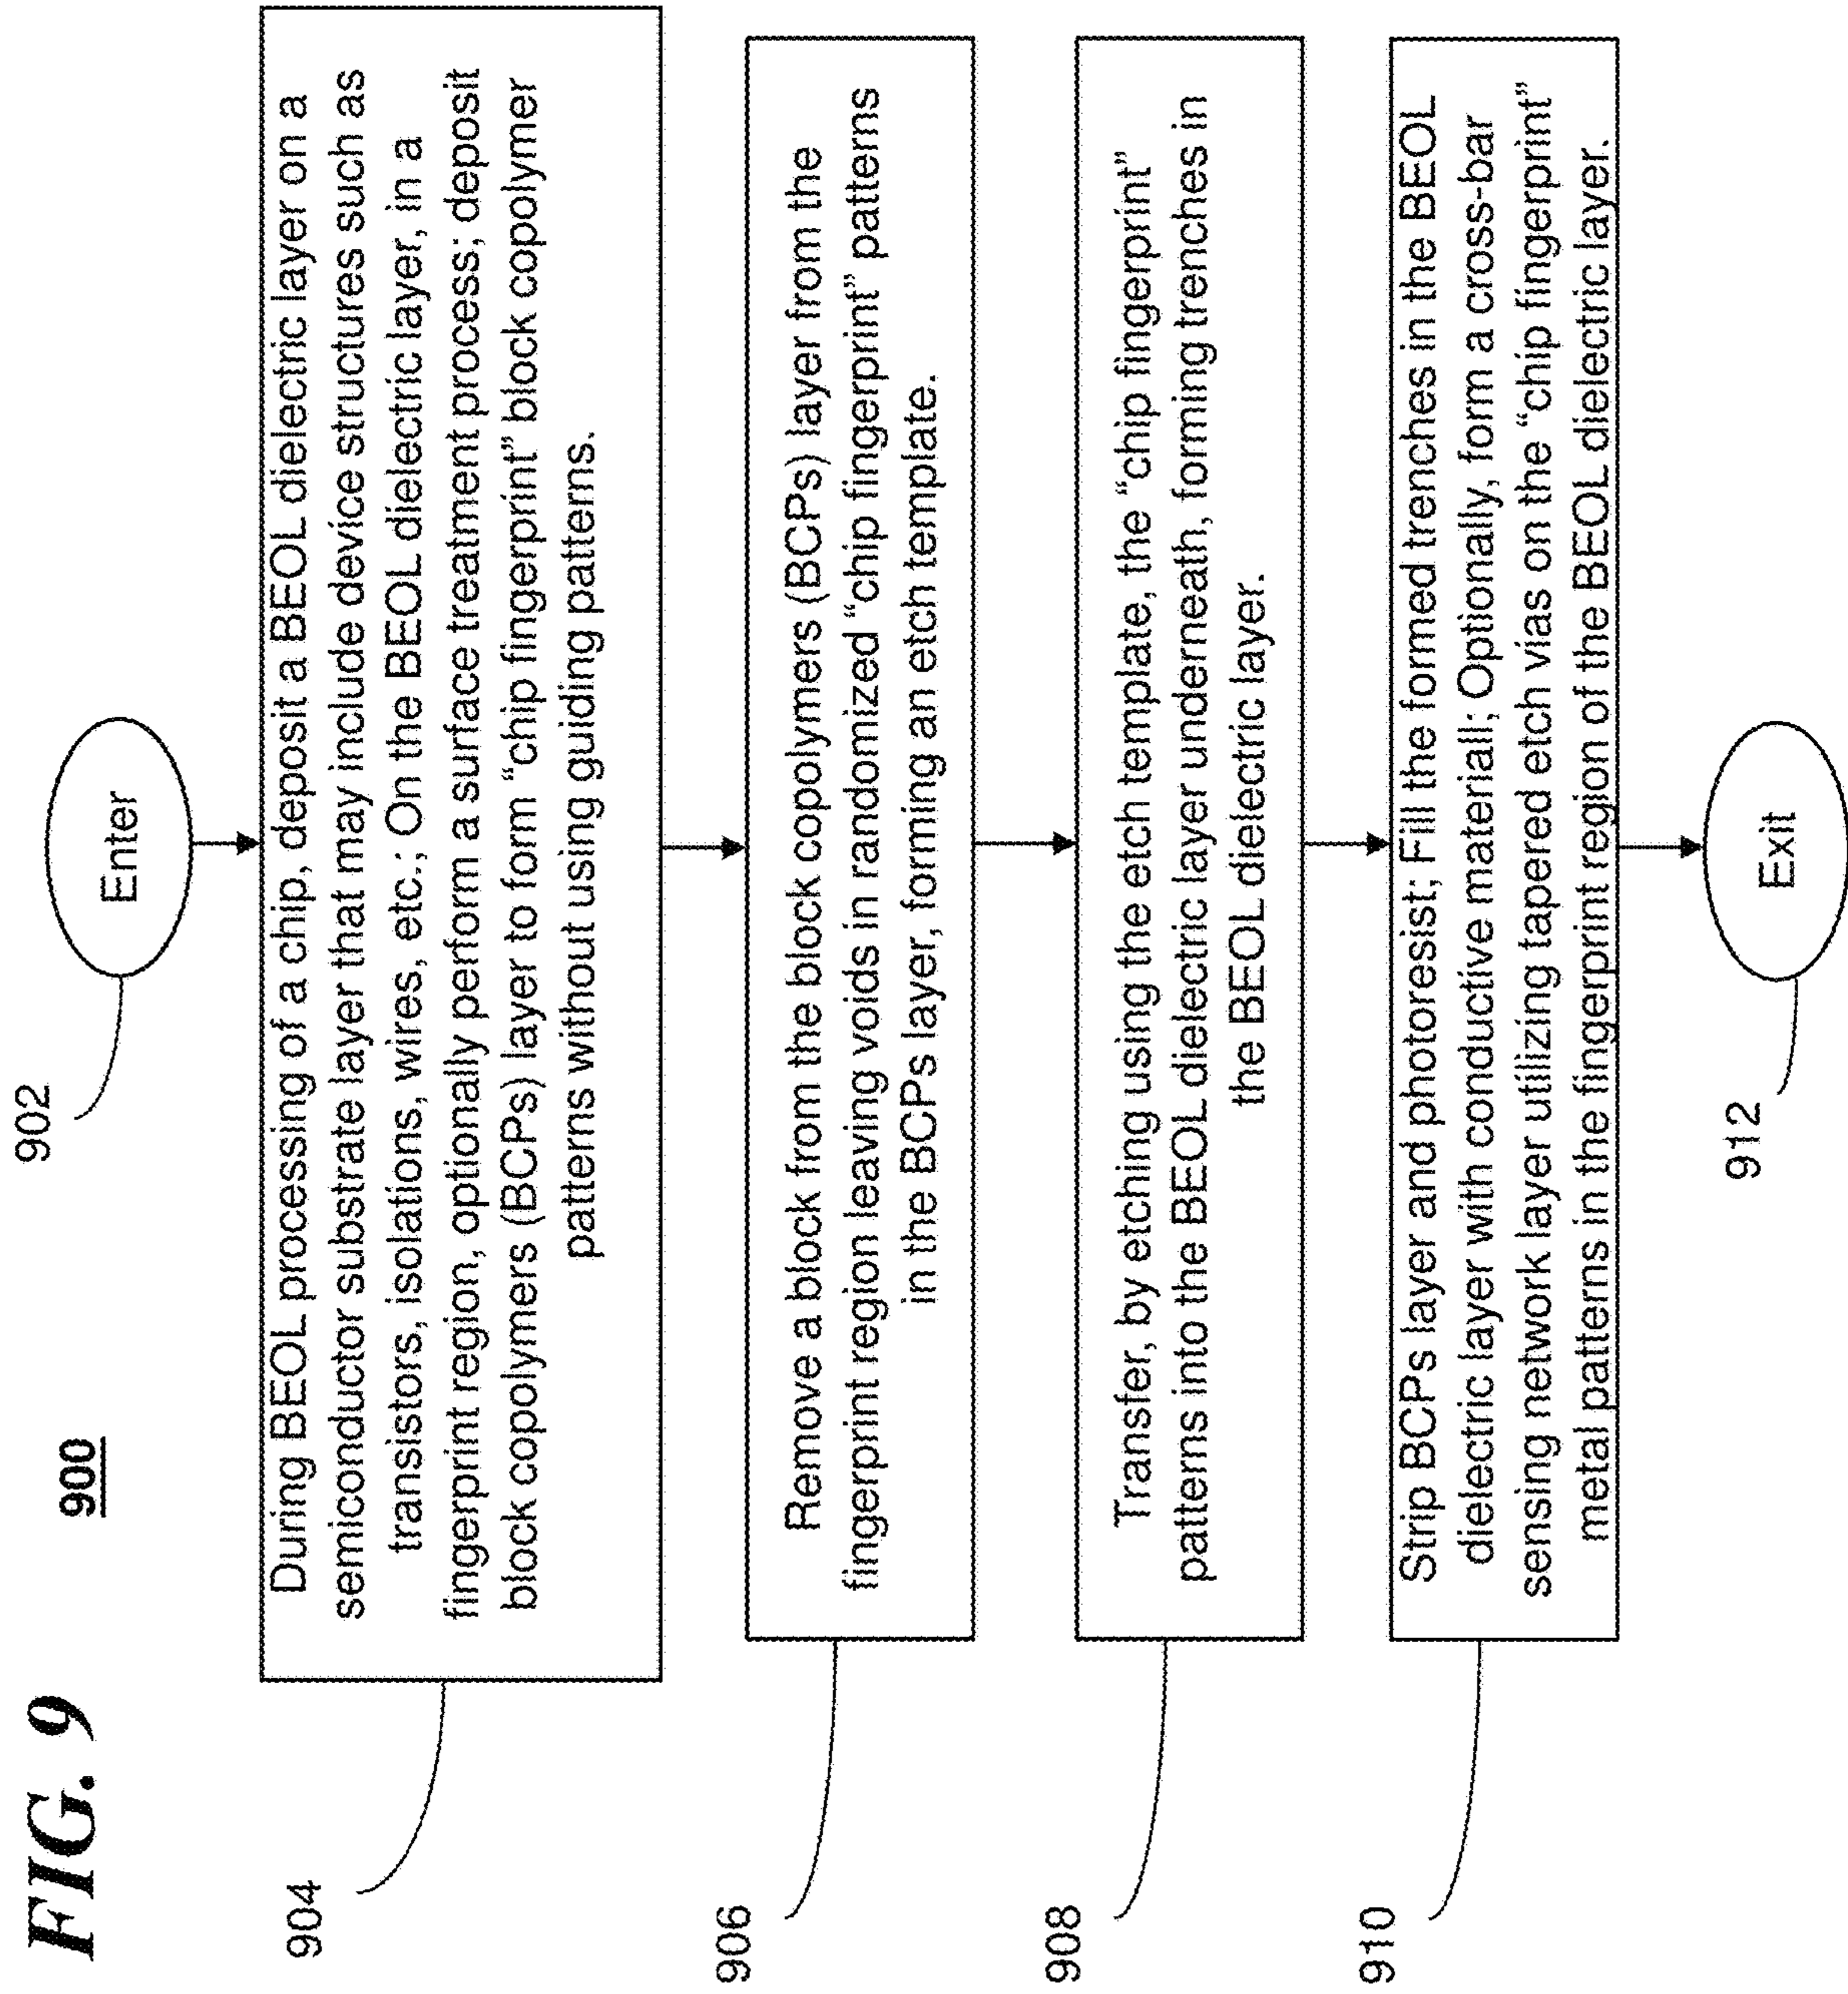 FIG. 9
900
902
Enter
904
During BEOL processing of a chip, deposit a BEOL dielectric layer on a
semiconductor substrate layer that may include device structures such as
transistors, isolations, wires, etc.; On the BEOL dielectric layer, in a
fingerprint region, optionally perform a surface treatment process; deposit
block copolymers (BCPs) layer to form “chip fingerprint” block copolymer
patterns without using guiding patterns.
906
Remove a block from the block copolymers (BCPs) layer from the
fingerprint region leaving voids in randomized “chip fingerprint” patterns
in the BCPs layer, forming an etch template.
908
Transfer, by etching using the etch template, the “chip fingerprint”
patterns into the BEOL dielectric layer underneath, forming trenches in
the BEOL dielectric layer.
910
Strip BCPs layer and photoresist; Fill the formed trenches in the BEOL
dielectric layer with conductive material; Optionally, form a cross-bar
sensing network layer utilizing tapered etch vias on the “chip fingerprint”
metal patterns in the fingerprint region of the BEOL dielectric layer.
912
Exit